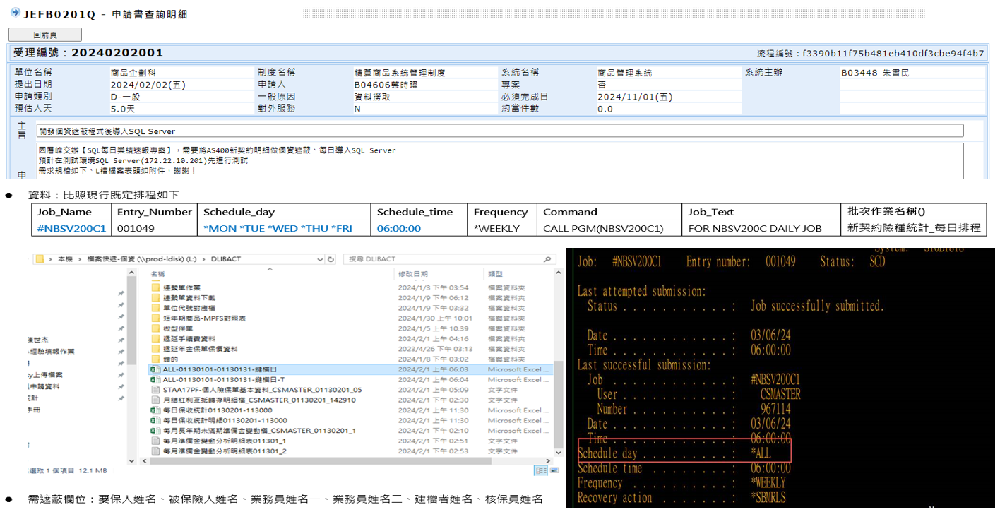 JEFB0201Q - 申請書查詢明細
回前頁
受理編號：20240202001 流程編號：f3390b11f75b481eb410df3cbe94f4b7
單位名稱 商品企劃科 制度名稱 精算商品系統管理制度 系統名稱 商品管理系統 系統主辦 B03448-朱書民
提出日期 2024/02/02(五) 申請人 B04606蔡時瑋 專案 否
申請類別 D-一般 一般原因 資料撈取 必須完成日 2024/11/01(五)
預估人天 5.0天 對外服務 N 約當件數 0.0
主旨 開發個資遮蔽程式後導入SQL Server
因層峰交辦【SQL每日業績速報專案】，需要將AS400新契約明細做個資遮蔽、每日導入SQL Server
預計在測試環境SQL Server(172.22.10.201)先進行測試
申 需求規格如下、L槽檔案表頭如附件，謝謝！
● 資料：比照現行既定排程如下
Job_Name Entry_Number Schedule_day Schedule_time Frequency Command Job_Text 批次作業名稱()
#NBSV200C1 001049 *MON *TUE *WED *THU *FRI 06:00:00 *WEEKLY CALL PGM(NBSV200C1) FOR NBSV200C DAILY JOB 新契約險種統計_每日排程
› 本機 › 檔案快遞-個資 (\\prod-ldisk) (L:) › DLIBACT 搜尋 DLIBACT
名稱 修改日期 類型
連繫單作業 2024/1/3 下午 03:54 檔案資料夾
連繫單資料下載 2024/1/9 下午 06:12 檔案資料夾
單位代號對應檔 2024/1/9 下午 03:32 檔案資料夾
短年期商品-MPFS對照表 2024/1/30 上午 10:01 檔案資料夾
微型保單 2024/1/5 上午 10:39 檔案資料夾
遞延手續費資料 2024/2/1 上午 04:16 檔案資料夾
遞延年金保單保價資料 2023/4/26 下午 03:13 檔案資料夾
鍾的 2024/1/8 下午 03:02 檔案資料夾
ALL-01130101-01130131-鍵檔日 2024/2/1 上午 06:03 Microsoft Excel ...
ALL-01130101-01130131-鍵檔日-T 2024/2/1 上午 06:04 Microsoft Excel ...
STAA17PF-個人險保單基本資料_CSMASTER_01130201_05 2024/2/1 上午 05:09 文字文件
月結紅利互抵轉存明細檔_CSMASTER_01130201_142910 2024/2/1 下午 02:30 文字文件
每日保收統計01130201-113000 2024/2/1 上午 11:30 Microsoft Excel ...
每日保收統計明細01130201-113000 2024/2/1 上午 11:30 Microsoft Excel ...
每月長年期未滿期準備金變動檔_CSMASTER_01130201_1 2024/2/1 下午 02:10 Microsoft Excel ...
每月準備金變動分析明細表011301_1 2024/2/1 下午 02:51 文字文件
每月準備金變動分析明細表011301_2 2024/2/1 下午 02:53 文字文件
世杰
經驗填報作業
上傳檔案
申請資料
統計
手冊
選取 1 個項目 12.1 MB
Job: #NBSV200C1 Entry number: 001049 Status: SCD
Last attempted submission:
Status . . . . . . . . . . . . : Job successfully submitted.
Date . . . . . . . . . . . . . : 03/06/24
Time . . . . . . . . . . . . . : 06:00:00
Last successful submission:
Job . . . . . . . . . . . . . : #NBSV200C1
User . . . . . . . . . . . . : CSMASTER
Number . . . . . . . . . . . : 967114
Date . . . . . . . . . . . . . : 03/06/24
Time . . . . . . . . . . . . . : 06:00:00
Schedule day . . . . . . . . . : *ALL
Schedule time . . . . . . . . : 06:00:00
Frequency . . . . . . . . . . : *WEEKLY
Recovery action . . . . . . . : *SBMRLS
● 需遮蔽欄位：要保人姓名、被保險人姓名、業務員姓名一、業務員姓名二、建檔者姓名、核保員姓名